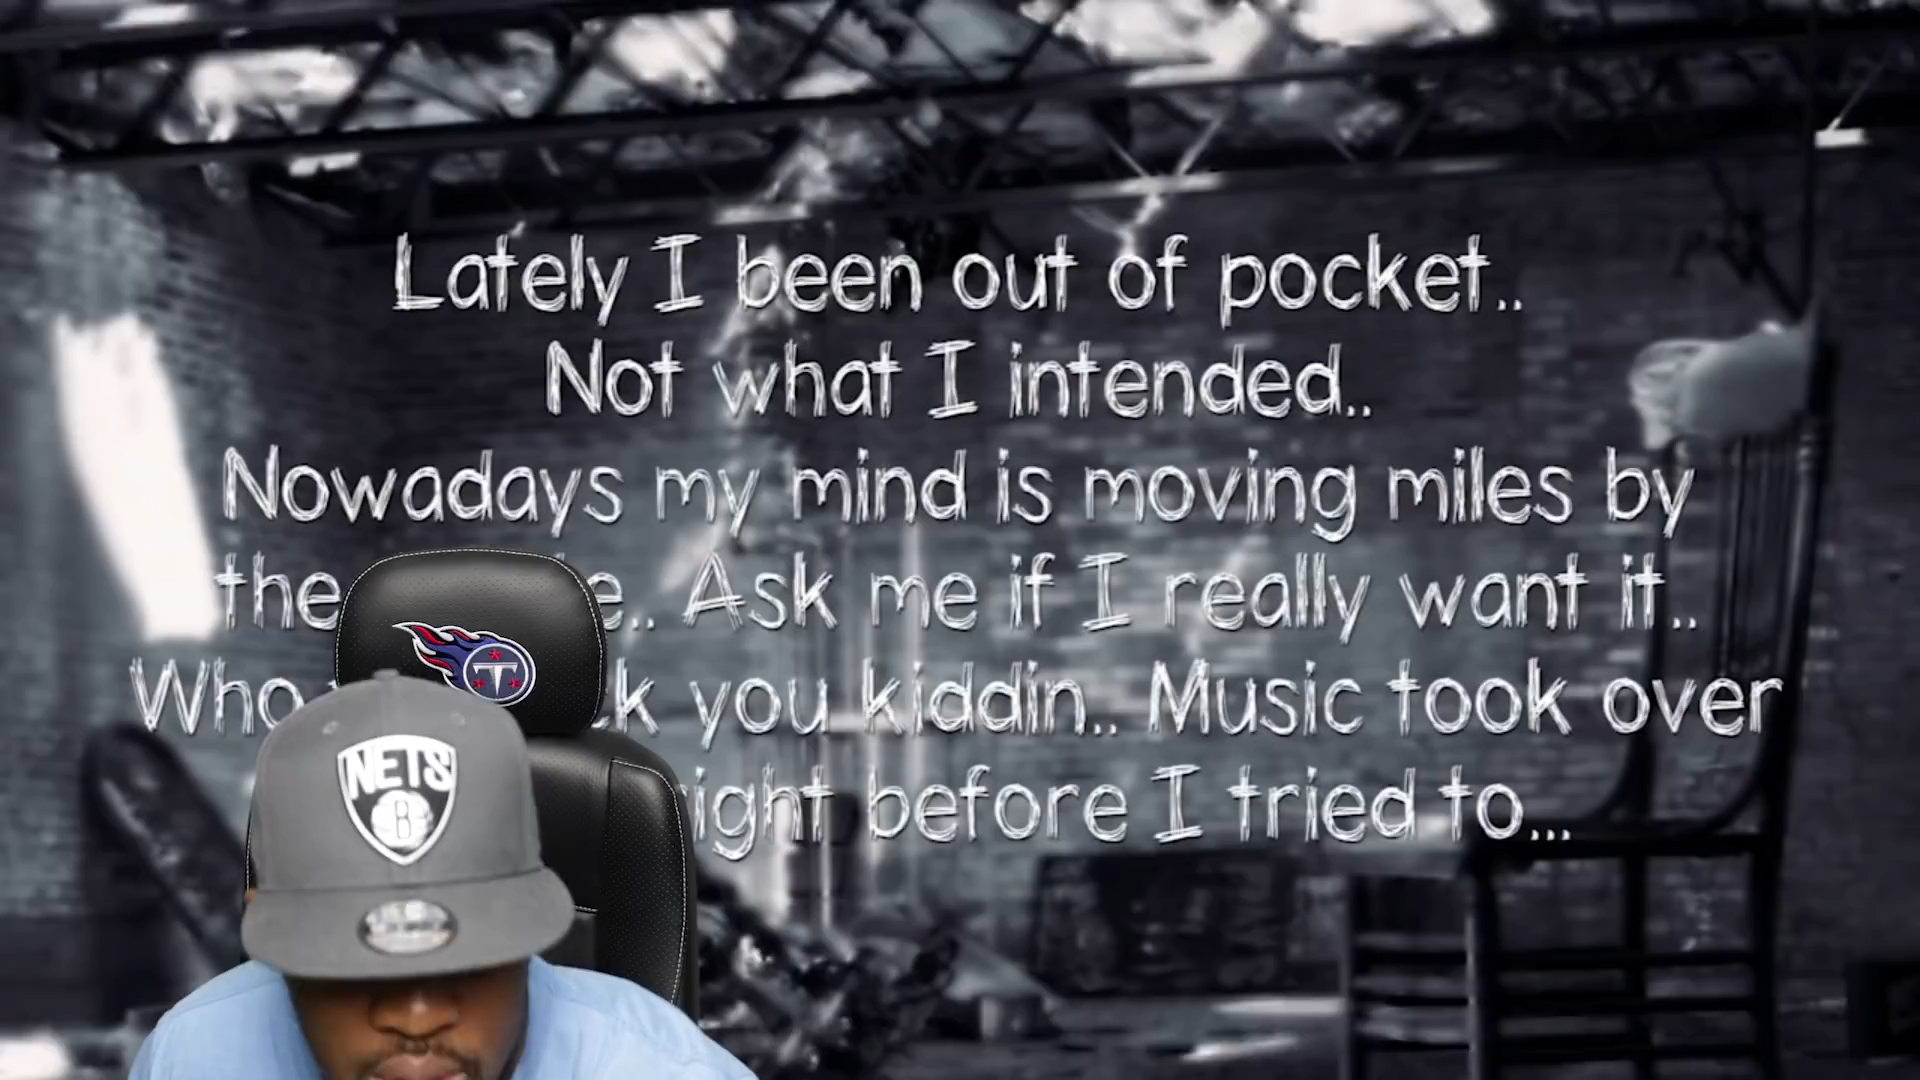 Lately I been out of pocket..
Not what I intended..
Nowadays my mind is moving miles by
the .. Ask me if I really want it..
Who you kiddin.. Music took over
before I tried to...
NETS
B